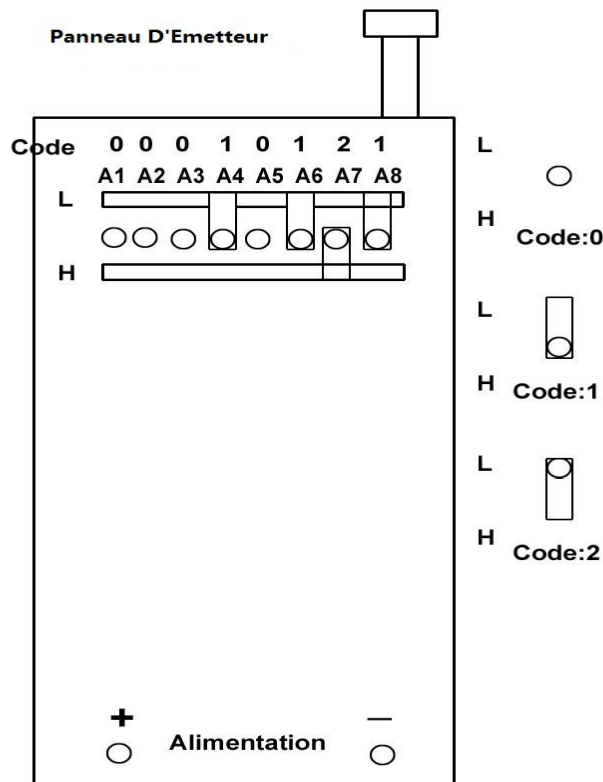 Panneau D'Emetteur
Code 0 0 0 1 0 1 2 1
A1 A2 A3 A4 A5 A6 A7 A8
L
H
L
H
Code:0
L
H
Code:1
L
H
Code:2
+ −
Alimentation